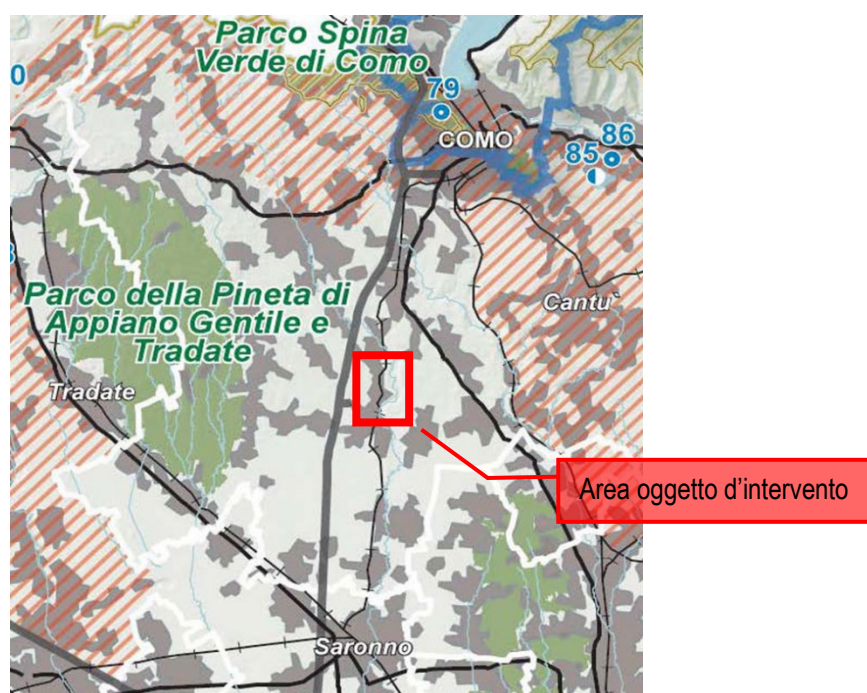 Parco Spina
Verde di Como
0
79
COMO
86
85
Parco della Pineta di
Appiano Gentile e
Tradate
Cantu`
Tradate
Area oggetto d'intervento
Saronno